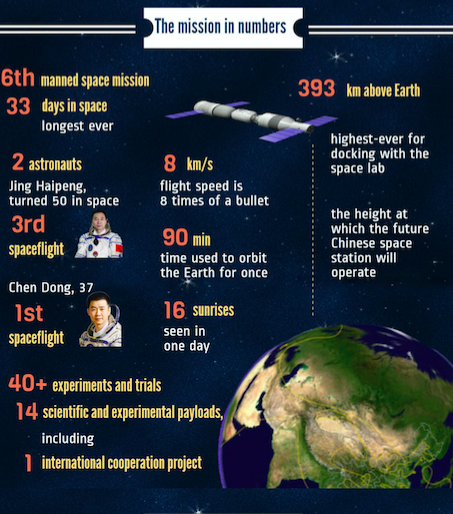 The mission in numbers
6th manned space mission
33 days in space
longest ever
2 astronauts
Jing Haipeng,
turned 50 in space
3rd
spaceflight
Chen Dong, 37
1st
spaceflight
8 km/s
flight speed is
8 times of a bullet
90 min
time used to orbit
the Earth for once
16 sunrises
seen in
one day
393 km above Earth
highest-ever for
docking with the
space lab
the height at
which the future
Chinese space
station will
operate
40+ experiments and trials
14 scientific and experimental payloads,
including
1 international cooperation project